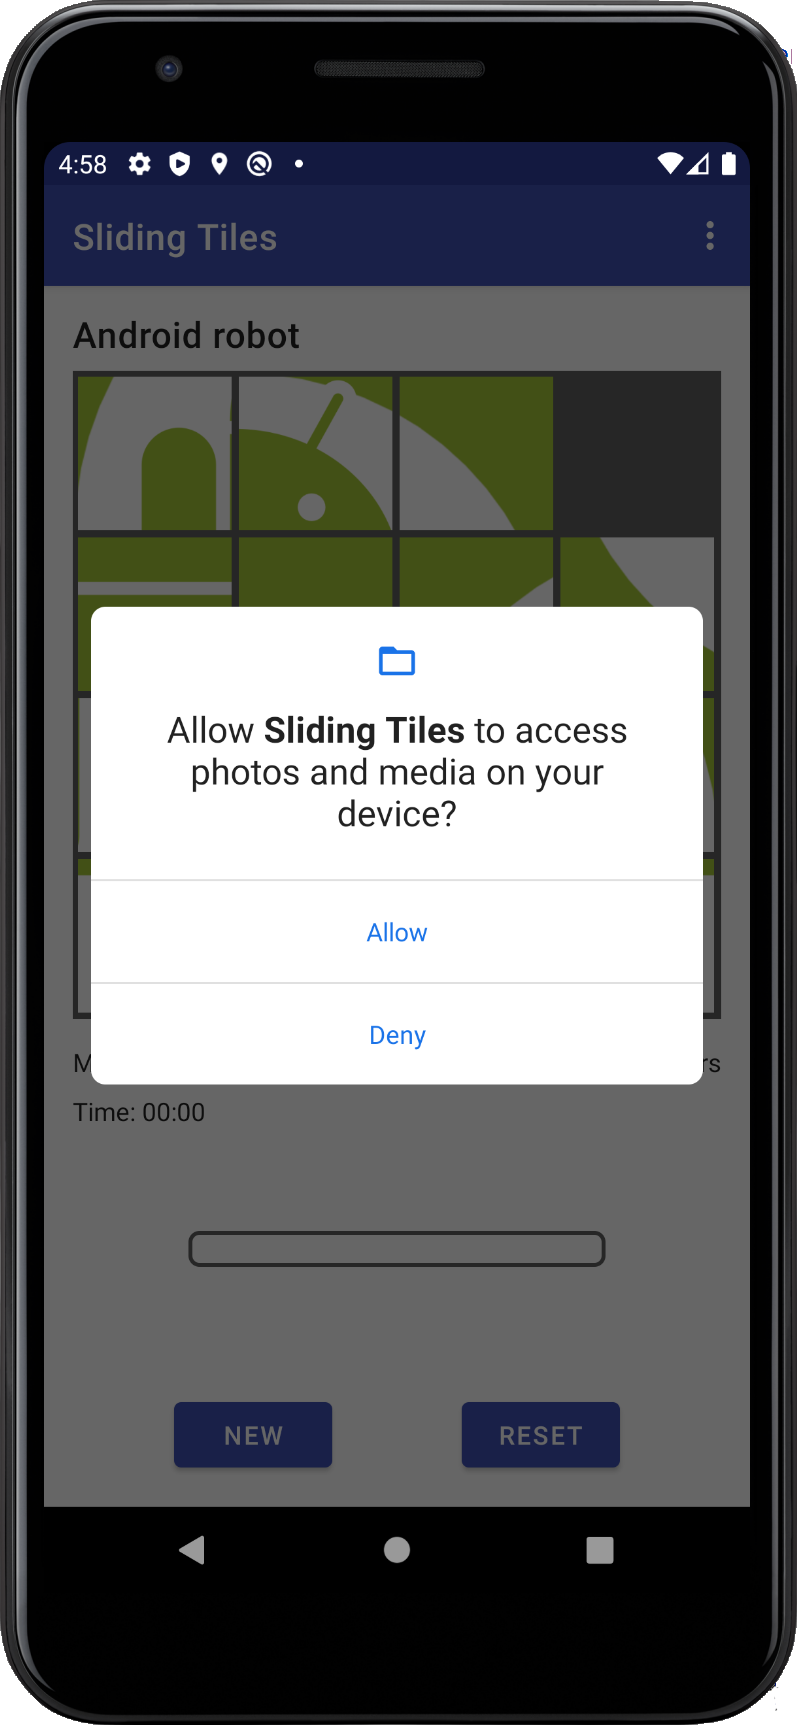 4:58
Sliding Tiles
Android robot
Allow Sliding Tiles to access
photos and media on your
device?
Allow
Deny
Time: 00:00
NEW
RESET